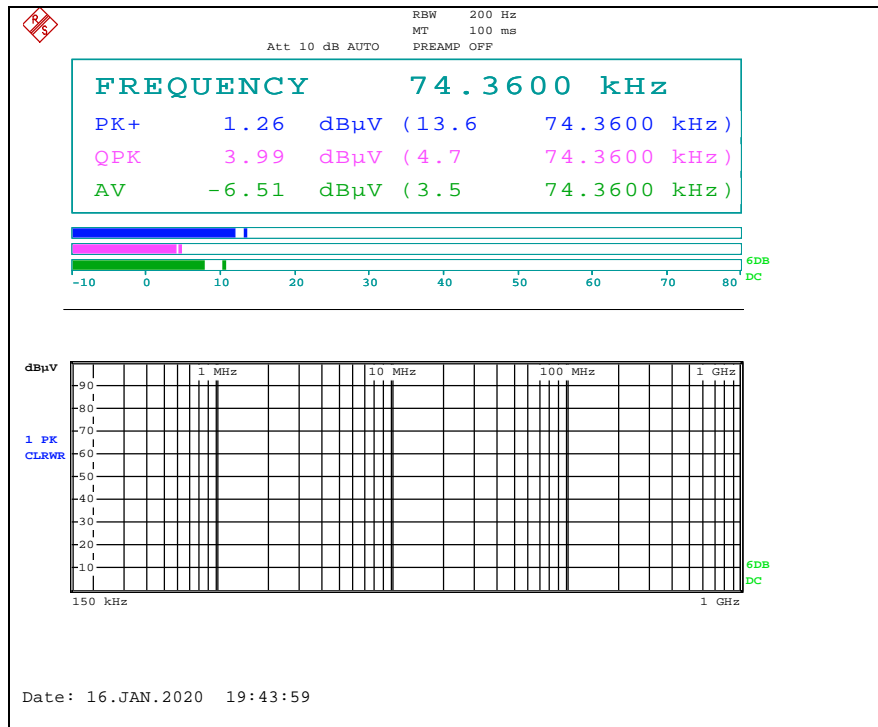 R
S
RBW 200 Hz
MT 100 ms
Att 10 dB AUTO PREAMP OFF
FREQUENCY 74.3600 kHz
PK+ 1.26 dBµV (13.6 74.3600 kHz)
QPK 3.99 dBµV (4.7 74.3600 kHz)
AV -6.51 dBµV (3.5 74.3600 kHz)
6DB
DC
-10 0 10 20 30 40 50 60 70 80
dBµV
1 MHz 10 MHz 100 MHz 1 GHz
90
80
70
1 PK
CLRWR
60
50
40
30
20
10
6DB
DC
150 kHz 1 GHz
Date: 16.JAN.2020 19:43:59